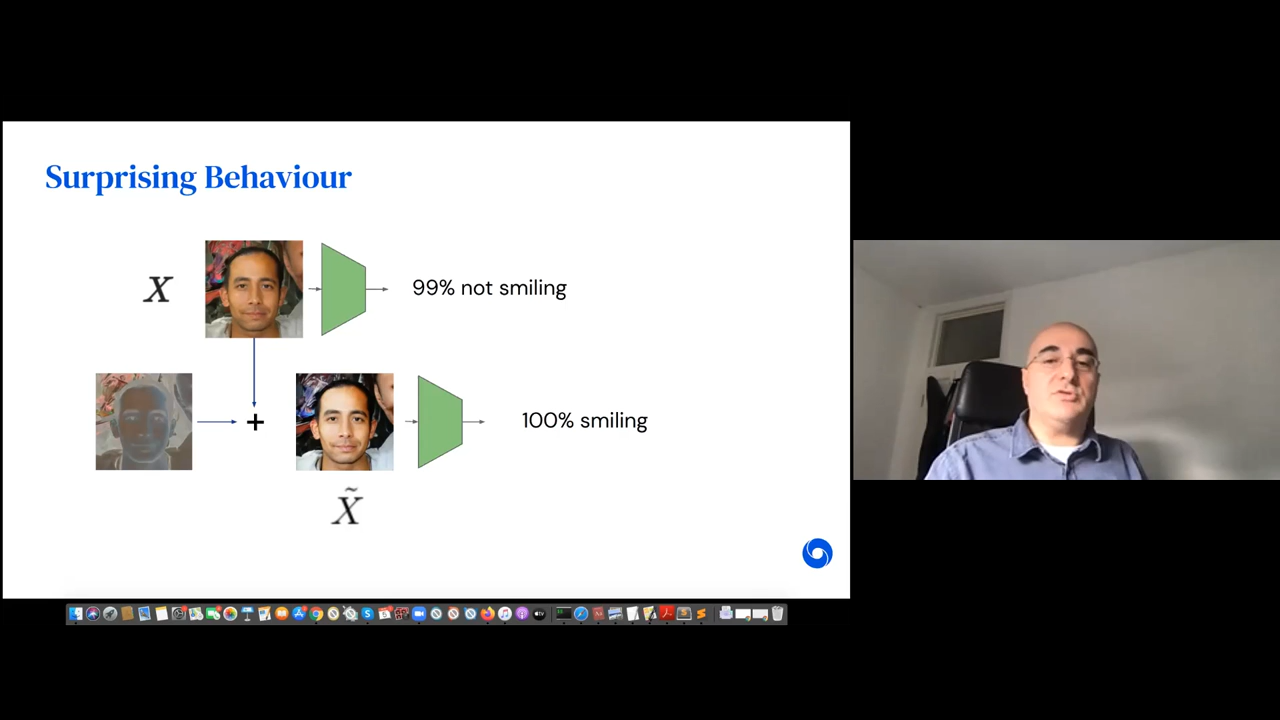 Surprising Behaviour
X
99% not smiling
+
100% smiling
X̃